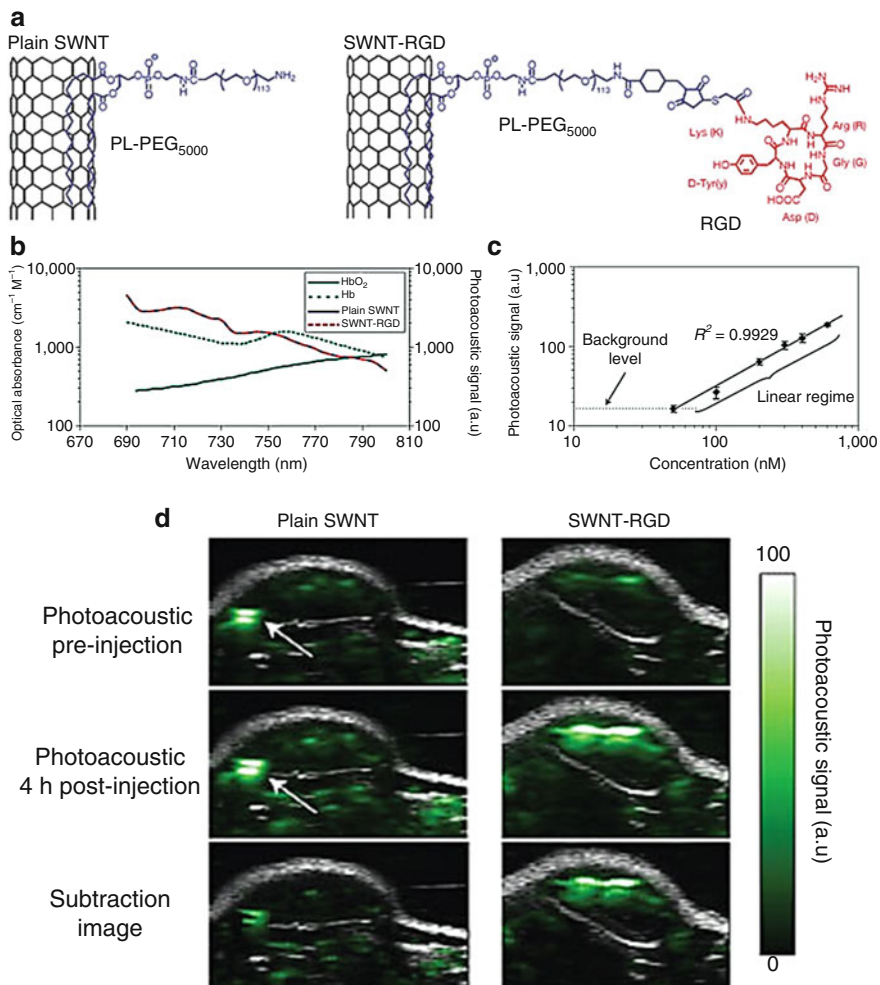 a
Plain SWNT
SWNT-RGD
PL-PEG5000
PL-PEG5000
NH2
113
113
Lys (K)
Arg (R)
Gly (G)
D-Tyr(y)
Asp (D)
RGD
b
10,000
1,000
100
Optical absorbance (cm⁻¹ M⁻¹)
HbO2
Hb
Plain SWNT
SWNT-RGD
10,000
1,000
100
Photoacoustic signal (a.u)
670 690 710 730 750 770 790 810
Wavelength (nm)
c
1,000
100
10
Photoacoustic signal (a.u)
Background
level
R² = 0.9929
Linear regime
10 100 1,000
Concentration (nM)
d
Plain SWNT
SWNT-RGD
Photoacoustic
pre-injection
Photoacoustic
4 h post-injection
Subtraction
image
100
Photoacoustic signal (a.u)
0